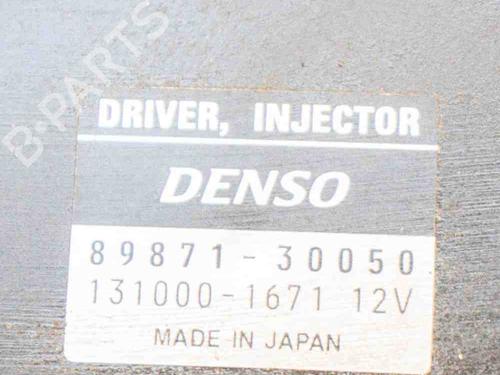 B-PARTS
DRIVER, INJECTOR
DENSO
89871-30050
131000-1671 12V
MADE IN JAPAN